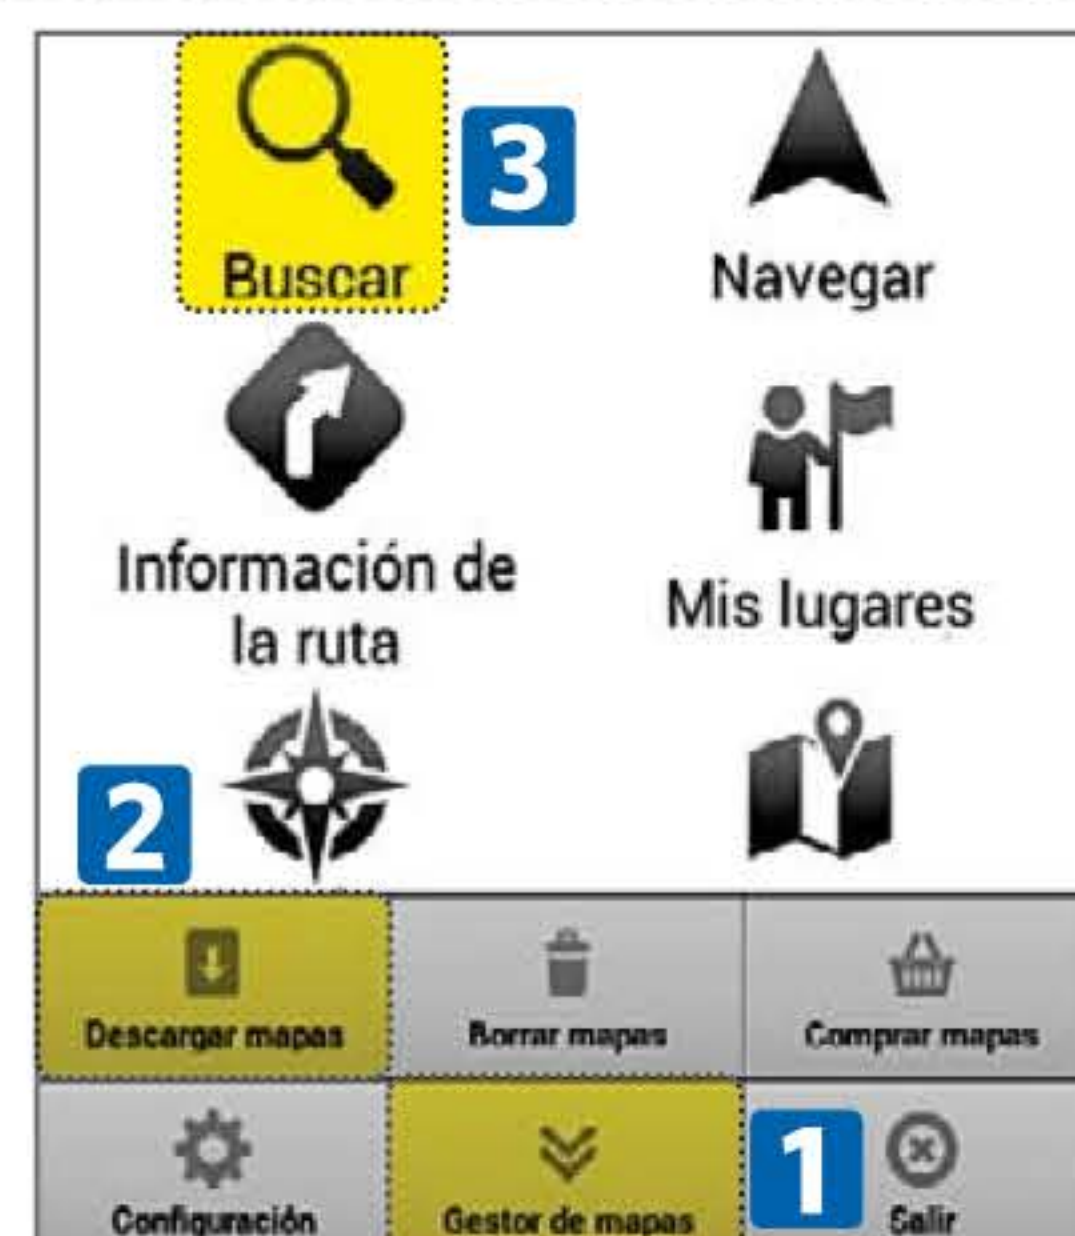 3
Buscar
Navegar
Información de
la ruta
Mis lugares
2
Descargar mapas
Borrar mapas
Comprar mapas
1
Configuración
Gestor de mapas
Salir